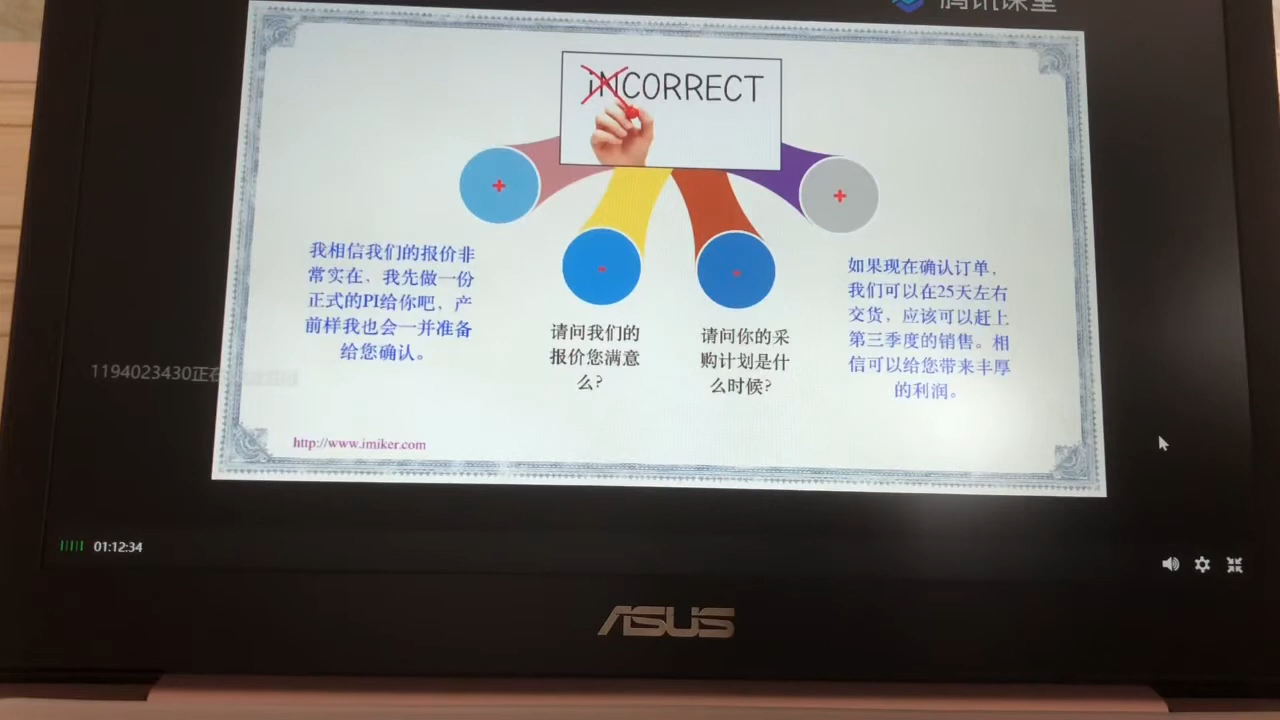 腾讯课堂
iNCORRECT
我相信我们的报价非
常实在、我先做一份
正式的PI给你吧，产
前样我也会一并准备
给您确认。
请问我们的
报价您满意
么?
请问你的采
购计划是什
么时候?
如果现在确认订单，
我们可以在25天左右
交货，应该可以赶上
第三季度的销售。相
信可以给您带来丰厚
的利润。
1194023430正在
http://www.imiker.com
01:12:34
ASUS